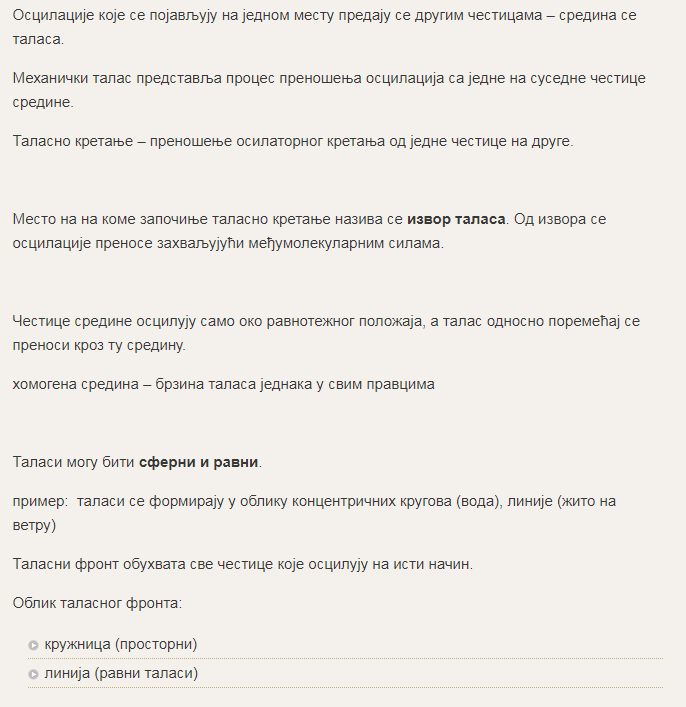 Осцилације које се појављују на једном месту предају се другим честицама – средина се
таласа.
Механички талас представља процес преношења осцилација са једне на суседне честице
средине.
Таласно кретање – преношење осилаторног кретања од једне честице на друге.
Место на на коме започиње таласно кретање назива се извор таласа. Од извора се
осцилације преносе захваљујући међумолекуларним силама.
Честице средине осцилују само око равнотежног положаја, а талас односно поремећај се
преноси кроз ту средину.
хомогена средина – брзина таласа једнака у свим правцима
Таласи могу бити сферни и равни.
пример:  таласи се формирају у облику концентричних кругова (вода), линије (жито на
ветру)
Таласни фронт обухвата све честице које осцилују на исти начин.
Облик таласног фронта:
кружница (просторни)
линија (равни таласи)